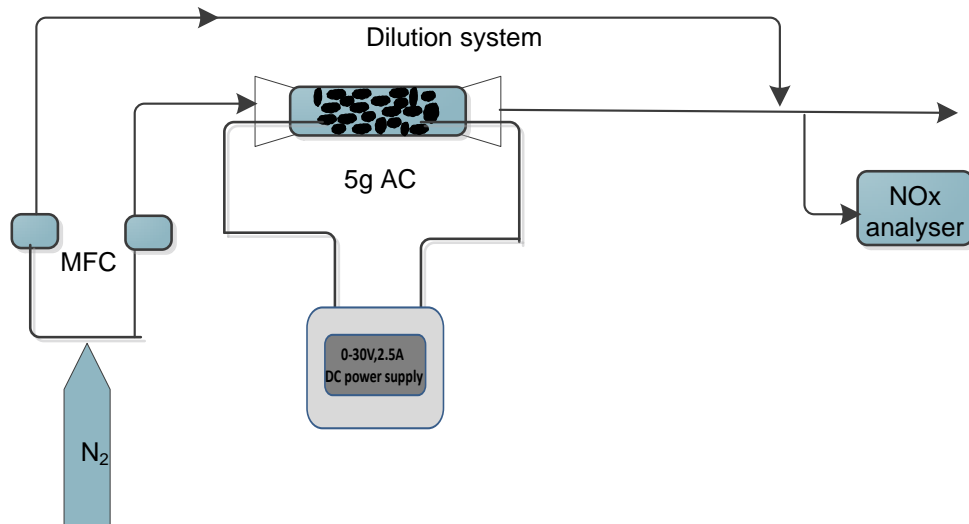 Dilution system
5g AC
NOx
analyser
MFC
0-30V,2.5A
DC power supply
N₂